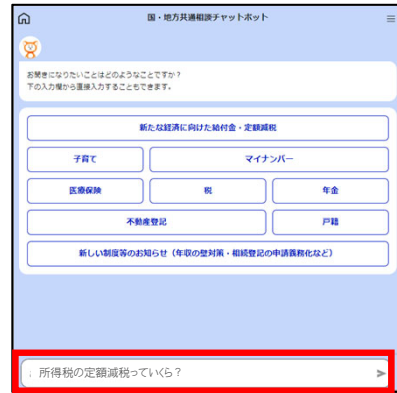 国・地方共通相談チャットボット
お聞きになりたいことはどのようなことですか？
下の入力欄から直接入力することもできます。
新たな経済に向けた給付金・定額減税
子育て
マイナンバー
医療保険
税
年金
不動産登記
戸籍
新しい制度等のお知らせ（年収の壁対策・相続登記の申請義務化など）
所得税の定額減税っていくら？